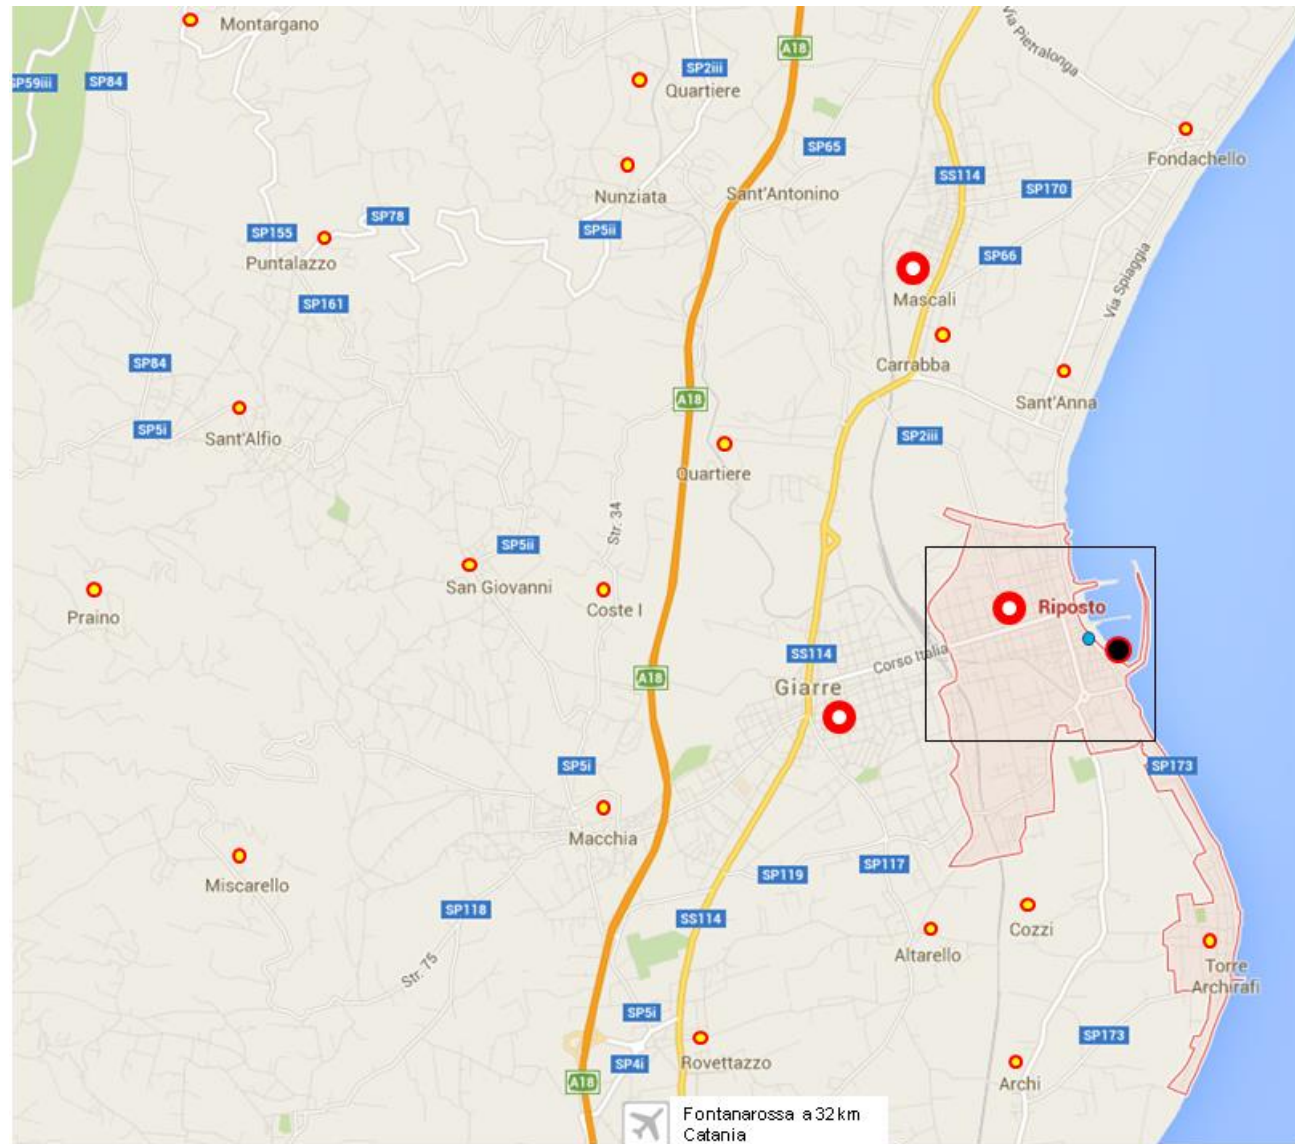 Montargano
A18
Via Pietralonga
SP59iii
SP84
SP2iii
Quartiere
SP65
Fondachello
Nunziata
Sant'Antonino
SS114
SP170
SP78
SP155
SP5ii
Puntalazzo
SP66
Via Spiaggia
Mascali
SP161
SP84
Carrabba
A18
Sant'Anna
SP5i
Sant'Alfio
SP2iii
Quartiere
Str. 34
SP5ii
San Giovanni
Coste I
Praino
Riposto
SS114
Corso Italia
A18
Giarre
SP5i
SP173
Macchia
SP117
SP119
Miscarello
SP118
SS114
Cozzi
Altarello
Str. 75
Torre
Archirafi
SP5i
SP173
SP4i
Rovettazzo
A18
Archi
Fontanarossa a 32 km
Catania